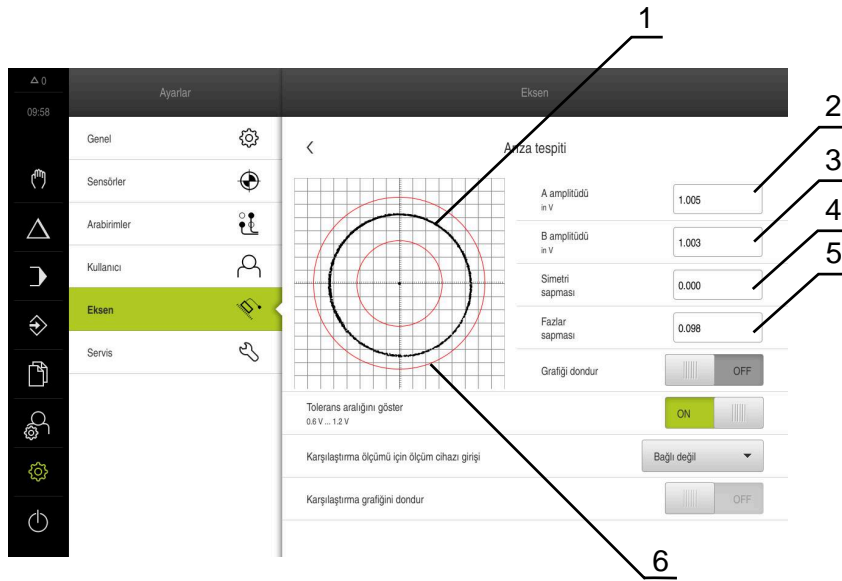 1
△ 0
Ayarlar
Eksen
09:58
2
Genel
Arıza tespiti
3
Sensörler
A amplitüdü
in V
1.005
4
Arabirimler
B amplitüdü
in V
1.003
5
Kullanıcı
Simetri
sapması
0.000
Eksen
Fazlar
sapması
0.098
Servis
Grafiği dondur
OFF
Tolerans aralığını göster
0.6 V ... 1.2 V
ON
Karşılaştırma ölçümü için ölçüm cihazı girişi
Bağlı değil
Karşılaştırma grafiğini dondur
OFF
6